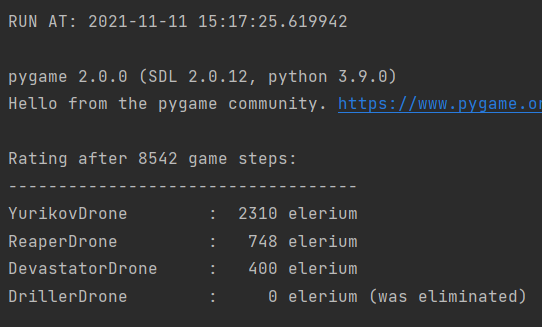 RUN AT: 2021-11-11 15:17:25.619942
pygame 2.0.0 (SDL 2.0.12, python 3.9.0)
Hello from the pygame community. https://www.pygame.or
Rating after 8542 game steps:
-----------------------------------
YurikovDrone        :  2310 elerium
ReaperDrone         :   748 elerium
DevastatorDrone     :   400 elerium
DrillerDrone        :     0 elerium (was eliminated)